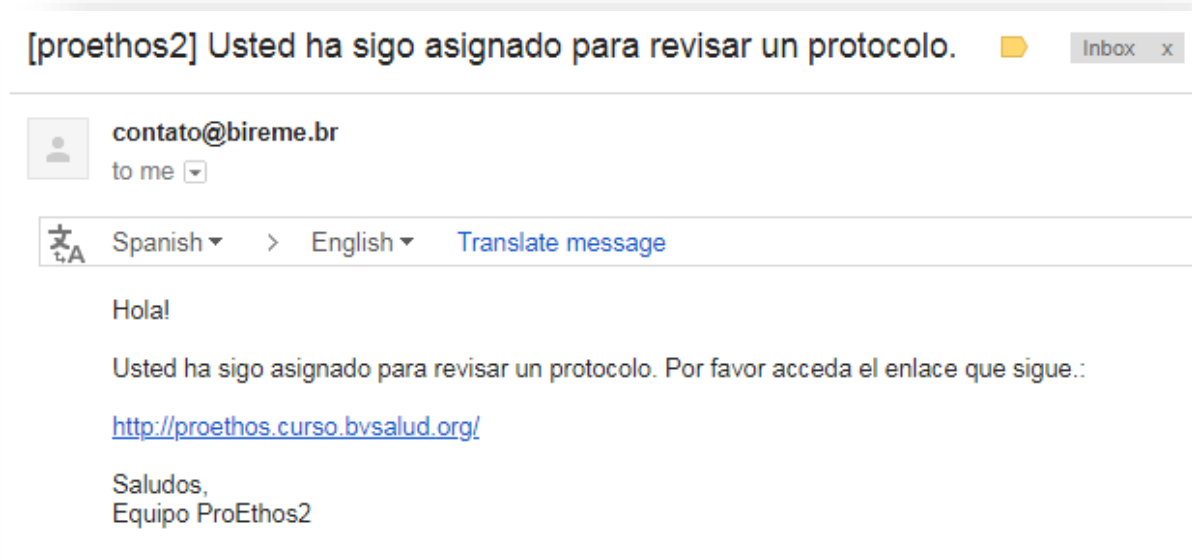 [proethos2] Usted ha sigo asignado para revisar un protocolo. Inbox x
contato@bireme.br
to me
Spanish > English Translate message
Hola!
Usted ha sigo asignado para revisar un protocolo. Por favor acceda el enlace que sigue.:
http://proethos.curso.bvsalud.org/
Saludos,
Equipo ProEthos2